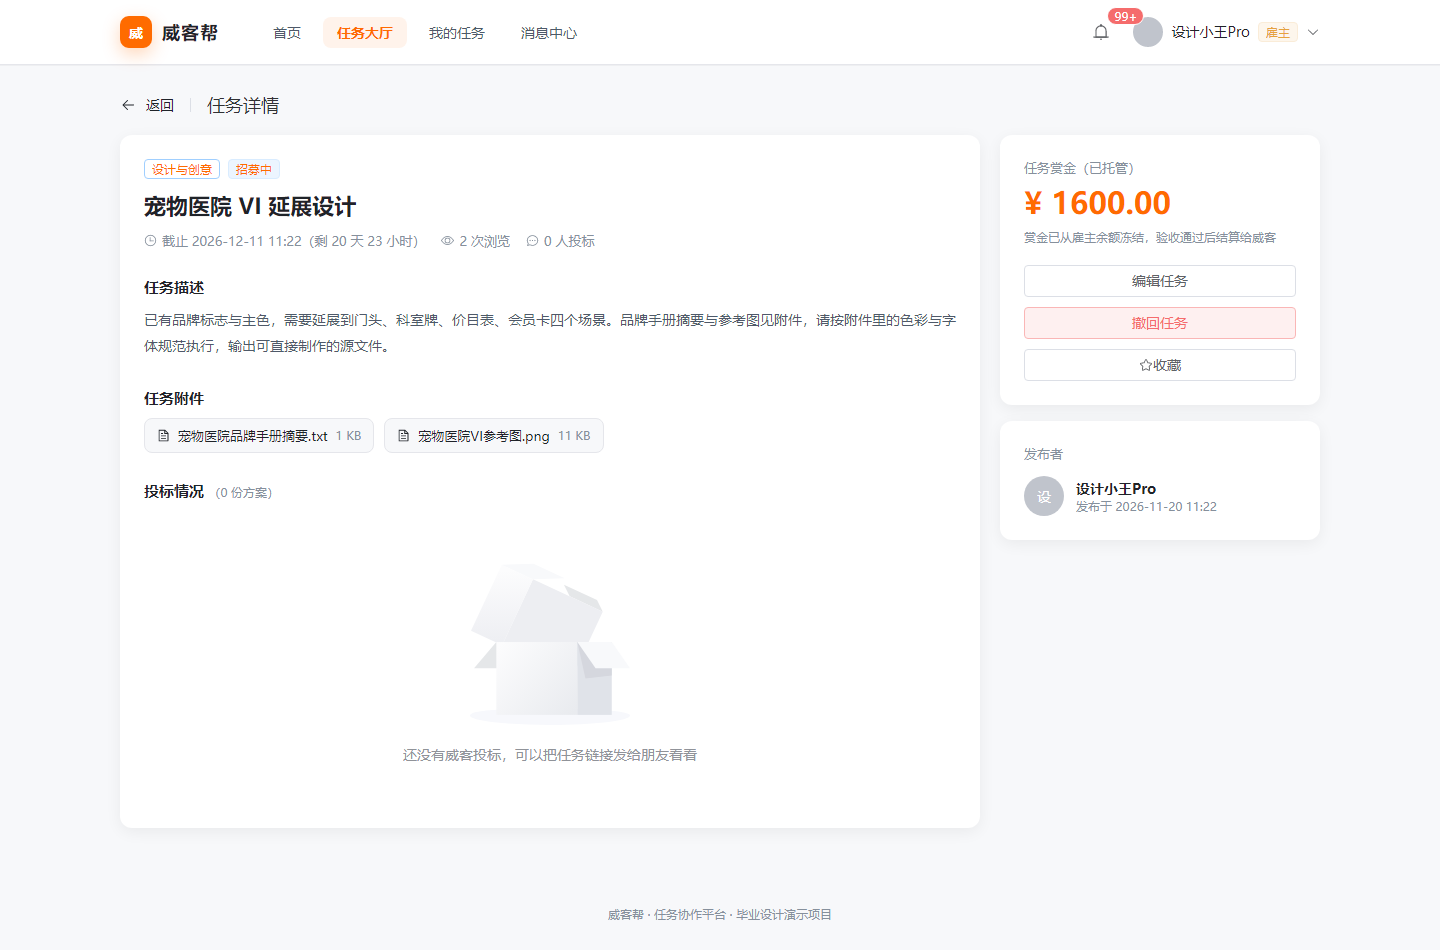 威 威客帮 首页 任务大厅 我的任务 消息中心 99+ 设计小王Pro 雇主
返回 任务详情
设计与创意 招募中
宠物医院 VI 延展设计
截止 2026-12-11 11:22（剩 20 天 23 小时） 2 次浏览 0 人投标
任务描述
已有品牌标志与主色，需要延展到门头、科室牌、价目表、会员卡四个场景。品牌手册摘要与参考图见附件，请按附件里的色彩与字
体规范执行，输出可直接制作的源文件。
任务附件
宠物医院品牌手册摘要.txt 1 KB 宠物医院VI参考图.png 11 KB
投标情况 （0 份方案）
还没有威客投标，可以把任务链接发给朋友看看
任务赏金（已托管）
¥ 1600.00
赏金已从雇主余额冻结，验收通过后结算给威客
编辑任务
撤回任务
收藏
发布者
设 设计小王Pro
发布于 2026-11-20 11:22
威客帮 · 任务协作平台 · 毕业设计演示项目